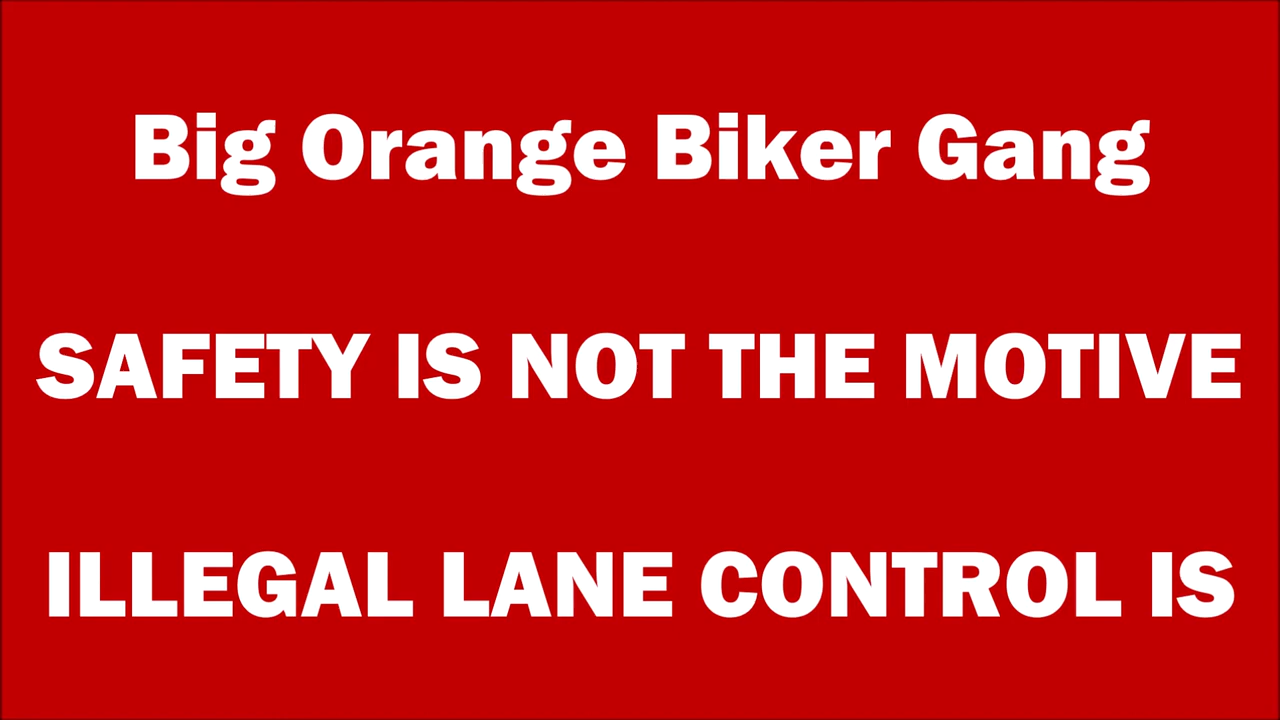 Big Orange Biker Gang
SAFETY IS NOT THE MOTIVE
ILLEGAL LANE CONTROL IS